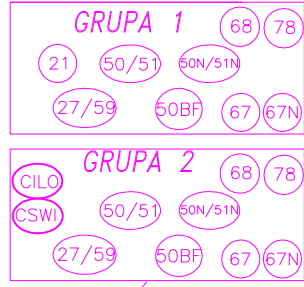 GRUPA 1 68 78
21 50/51 50N/51N
27/59 50BF 67 67N
GRUPA 2 68 78
CILO
CSWI 50/51 50N/51N
27/59 50BF 67 67N